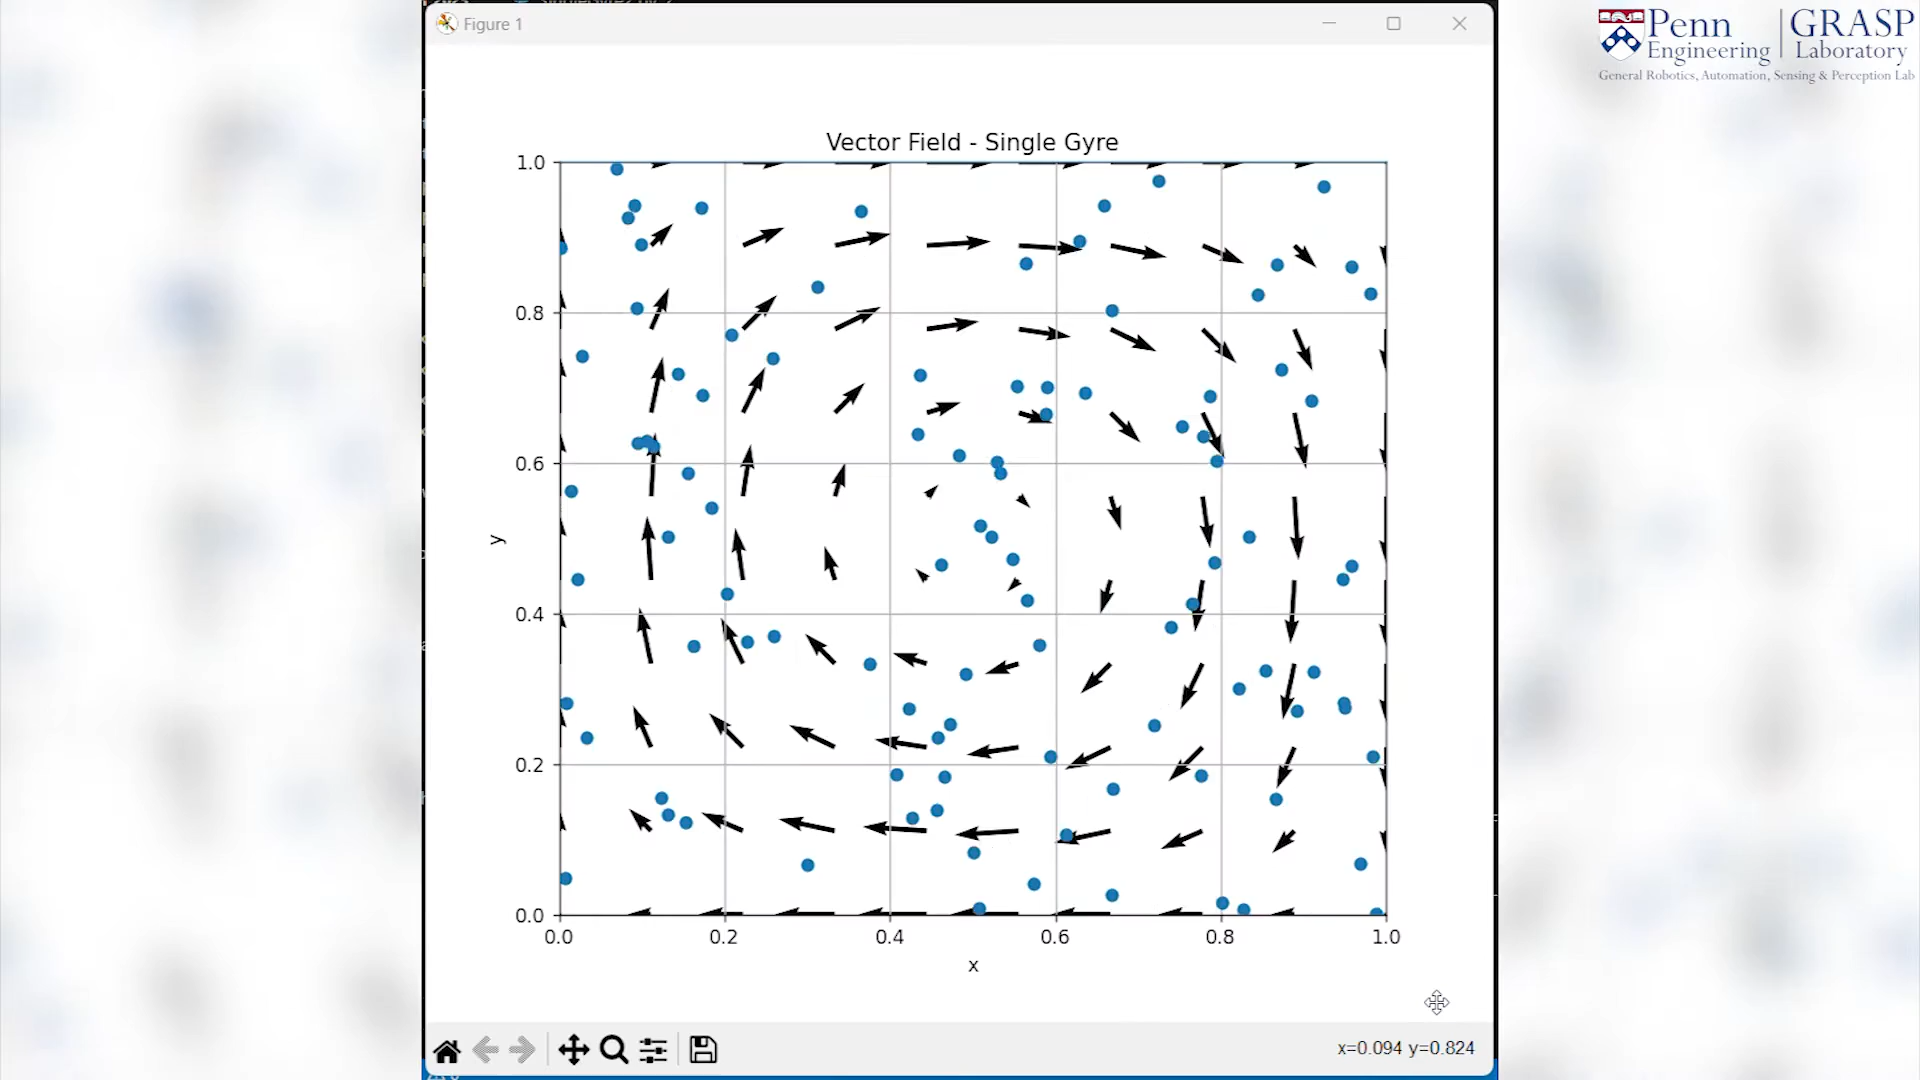 Figure 1
Penn
Engineering
GRASP
Laboratory
General Robotics, Automation, Sensing & Perception Lab
Vector Field - Single Gyre
1.0
0.8
0.6
0.4
0.2
0.0
y
0.0 0.2 0.4 0.6 0.8 1.0
x
x=0.094 y=0.824